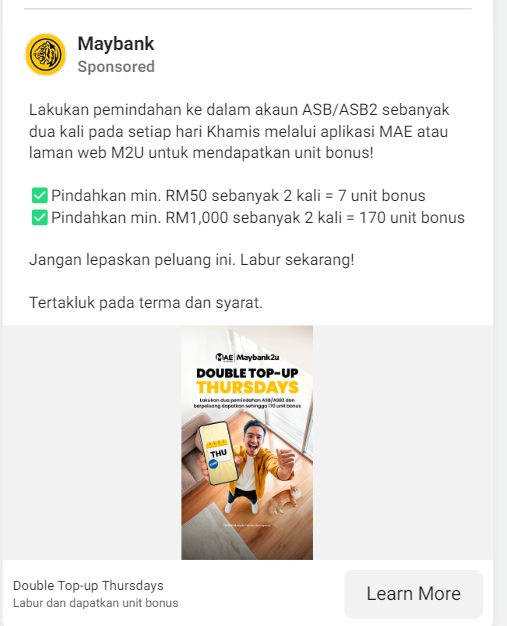 Maybank
Sponsored
Lakukan pemindahan ke dalam akaun ASB/ASB2 sebanyak
dua kali pada setiap hari Khamis melalui aplikasi MAE atau
laman web M2U untuk mendapatkan unit bonus!
✅ Pindahkan min. RM50 sebanyak 2 kali = 7 unit bonus
✅ Pindahkan min. RM1,000 sebanyak 2 kali = 170 unit bonus
Jangan lepaskan peluang ini. Labur sekarang!
Tertakluk pada terma dan syarat.
MAE Maybank2u
DOUBLE TOP-UP
THURSDAYS
Lakukan dua pemindahan ASB/ASB2 dan
berpeluang dapatkan sehingga 170 unit bonus
THU
Double Top-up Thursdays
Labur dan dapatkan unit bonus
Learn More